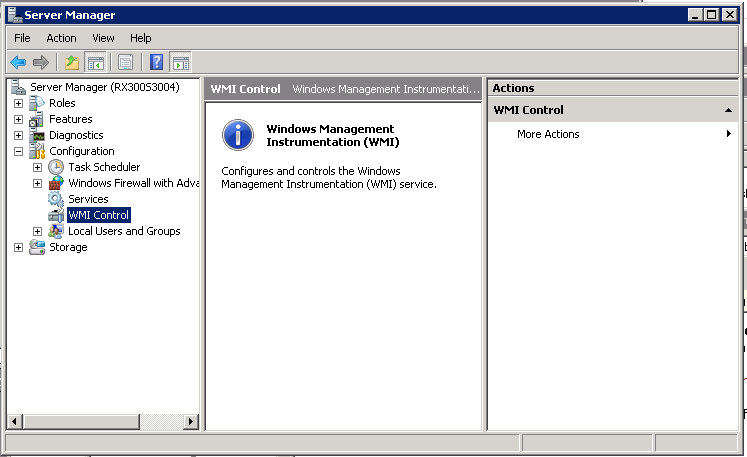 Server Manager
File Action View Help
Server Manager (RX300S3004)
Roles
Features
Diagnostics
Configuration
Task Scheduler
Windows Firewall with Adva
Services
WMI Control
Local Users and Groups
Storage
WMI Control Windows Management Instrumentati...
Windows Management
Instrumentation (WMI)
Configures and controls the Windows
Management Instrumentation (WMI) service.
Actions
WMI Control
More Actions